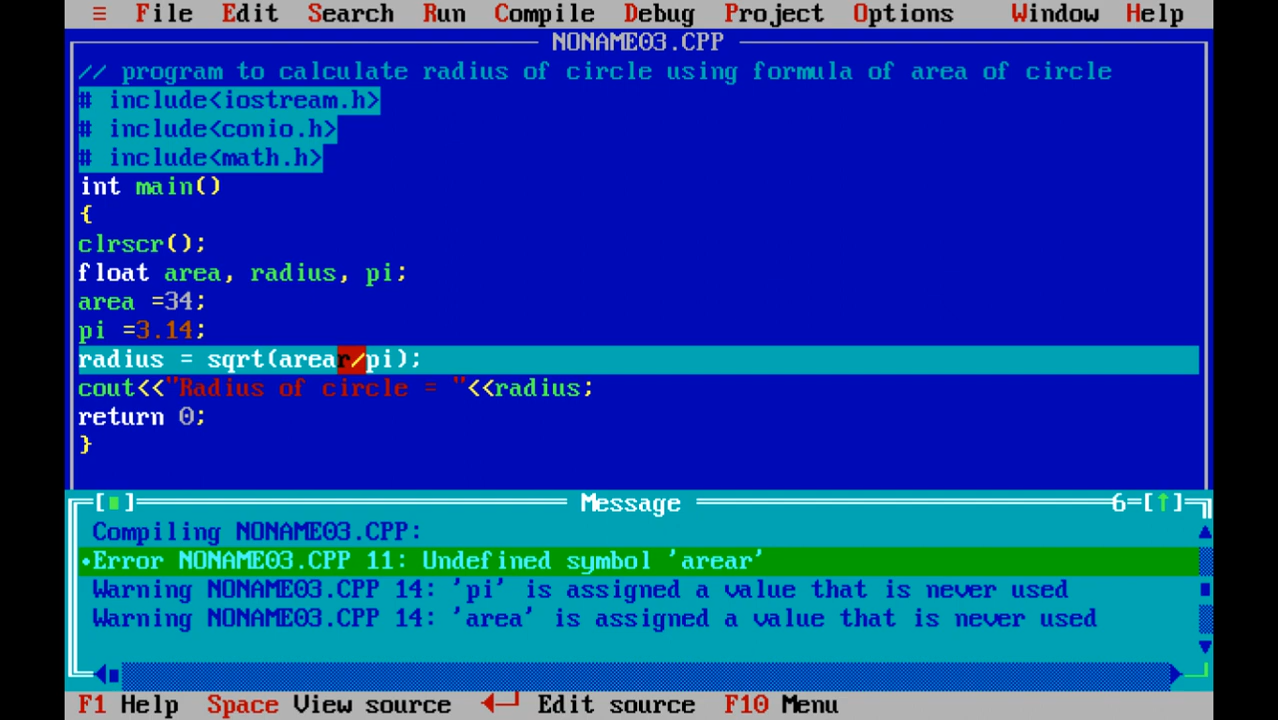 ≡ File Edit Search Run Compile Debug Project Options Window Help
NONAME03.CPP
// program to calculate radius of circle using formula of area of circle
# include<iostream.h>
# include<conio.h>
# include<math.h>
int main()
{
clrscr();
float area, radius, pi;
area =34;
pi =3.14;
radius = sqrt(arear/pi);
cout<<"Radius of circle = "<<radius;
return 0;
}
[■] Message 6=[↑]
Compiling NONAME03.CPP:
•Error NONAME03.CPP 11: Undefined symbol 'arear'
Warning NONAME03.CPP 14: 'pi' is assigned a value that is never used
Warning NONAME03.CPP 14: 'area' is assigned a value that is never used
F1 Help Space View source ◄┘ Edit source F10 Menu